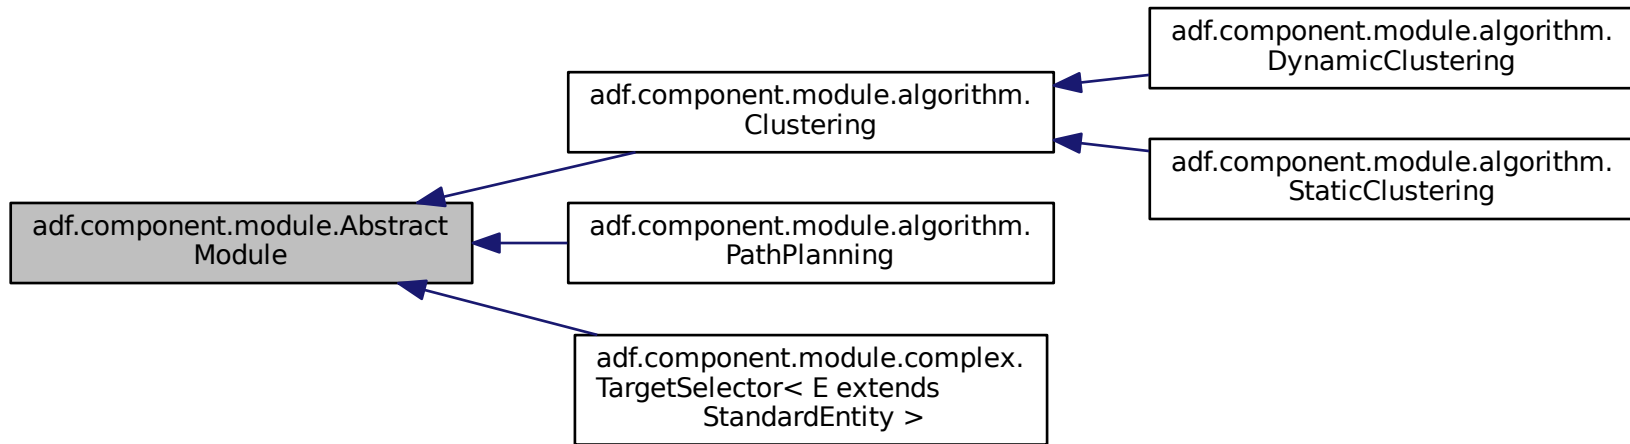 adf.component.module.Abstract
Module
adf.component.module.algorithm.
Clustering
adf.component.module.algorithm.
DynamicClustering
adf.component.module.algorithm.
StaticClustering
adf.component.module.algorithm.
PathPlanning
adf.component.module.complex.
TargetSelector< E extends
StandardEntity >